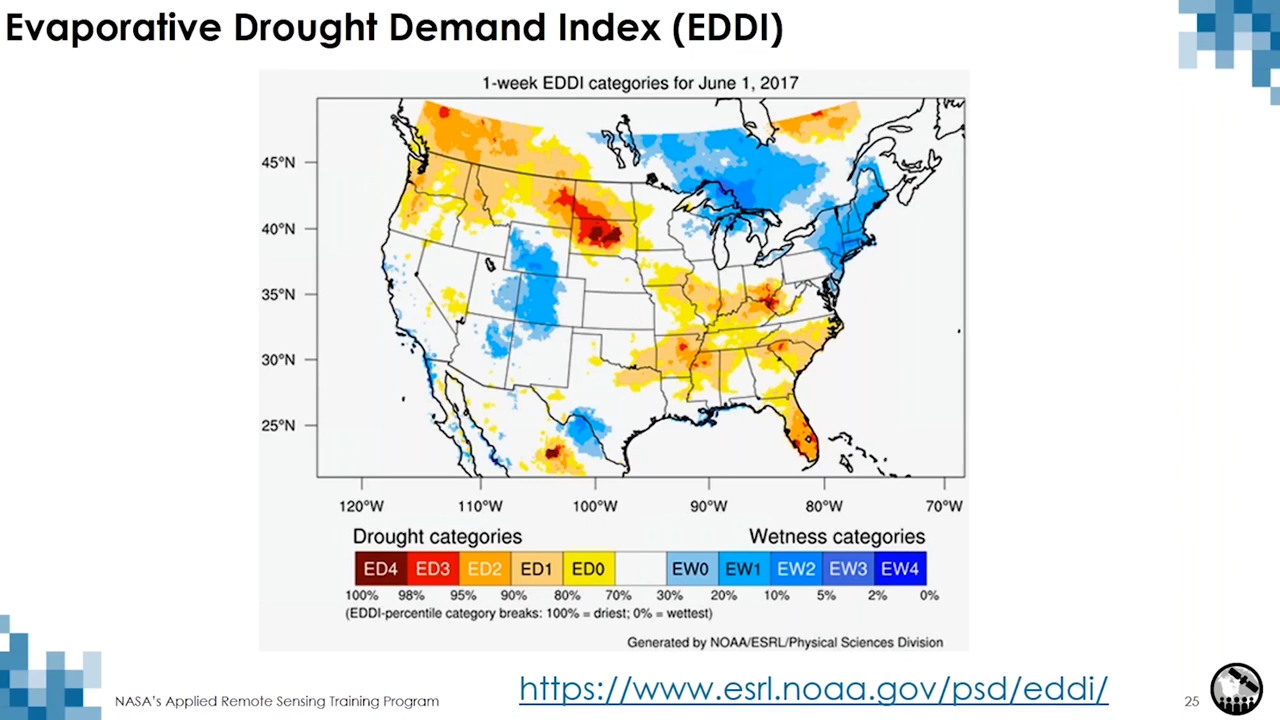 Evaporative Drought Demand Index (EDDI)
25
1-week EDDI categories for June 1, 2017
45°N
40°N
35°N
30°N
25°N
120°W 110°W 100°W 90°W 80°W 70°W
Drought categories Wetness categories
ED4 ED3 ED2 ED1 ED0 EW0 EW1 EW2 EW3 EW4
100% 98% 95% 90% 80% 70% 30% 20% 10% 5% 2% 0%
(EDDI-percentile category breaks: 100% = driest; 0% = wettest)
Generated by NOAA/ESRL/Physical Sciences Division
https://www.esrl.noaa.gov/psd/eddi/
NASA's Applied Remote Sensing Training Program
25